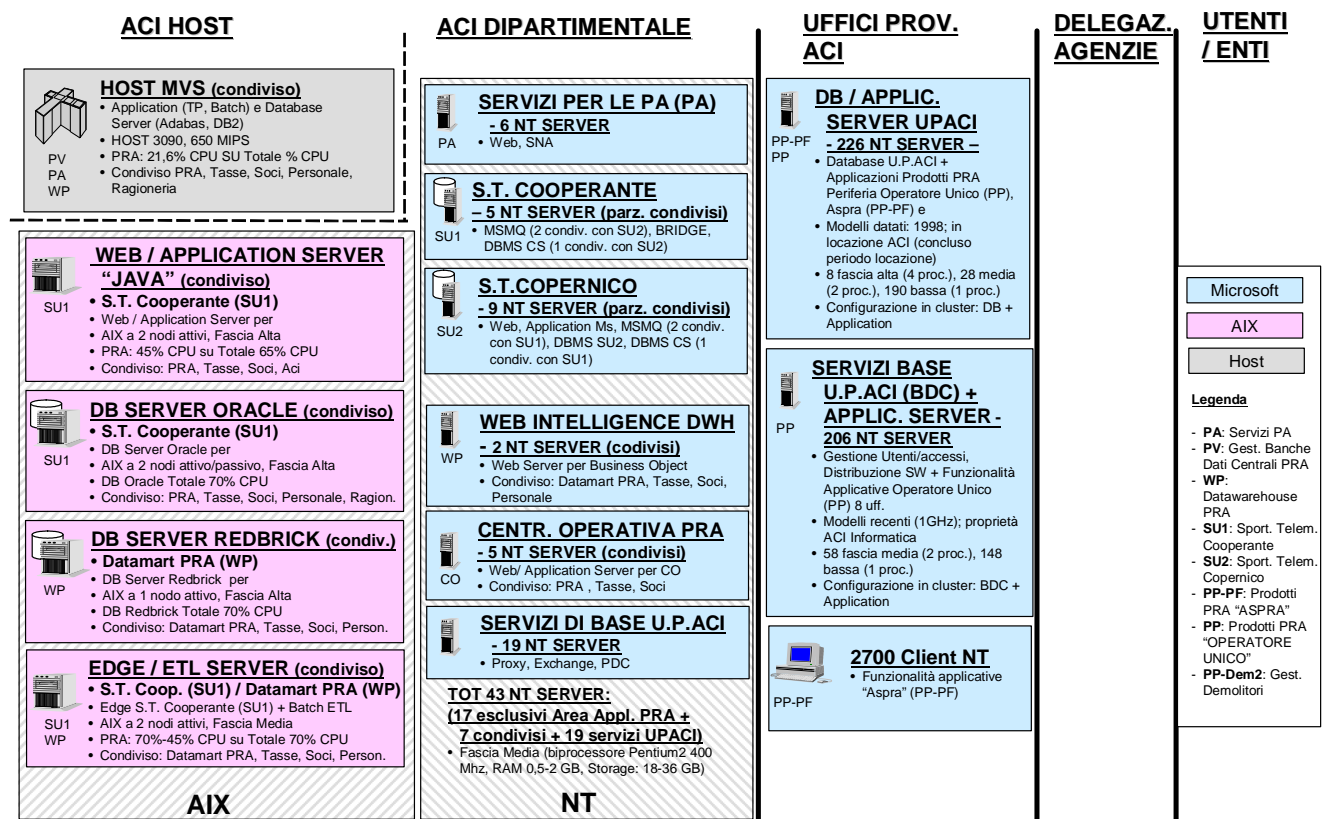 ACI HOST
HOST MVS (condiviso)
• Application (TP, Batch) e Database
Server (Adabas, DB2)
• HOST 3090, 650 MIPS
• PRA: 21,6% CPU SU Totale % CPU
• Condiviso PRA, Tasse, Soci, Personale,
Ragioneria
PV
PA
WP
WEB / APPLICATION SERVER
“JAVA” (condiviso)
• S.T. Cooperante (SU1)
• Web / Application Server per
• AIX a 2 nodi attivi, Fascia Alta
• PRA: 45% CPU su Totale 65% CPU
• Condiviso: PRA, Tasse, Soci, Aci
SU1
DB SERVER ORACLE (condiviso)
• S.T. Cooperante (SU1)
• DB Server Oracle per
• AIX a 2 nodi attivo/passivo, Fascia Alta
• DB Oracle Totale 70% CPU
• Condiviso: PRA, Tasse, Soci, Personale, Ragion.
SU1
DB SERVER REDBRICK (condiv.)
• Datamart PRA (WP)
• DB Server Redbrick per
• AIX a 1 nodo attivo, Fascia Alta
• DB Redbrick Totale 70% CPU
• Condiviso: Datamart PRA, Tasse, Soci, Person.
WP
EDGE / ETL SERVER (condiviso)
• S.T. Coop. (SU1) / Datamart PRA (WP)
• Edge S.T. Cooperante (SU1) + Batch ETL
• AIX a 2 nodi attivi, Fascia Media
• PRA: 70%-45% CPU su Totale 70% CPU
• Condiviso: Datamart PRA, Tasse, Soci, Person.
SU1
WP
AIX
ACI DIPARTIMENTALE
SERVIZI PER LE PA (PA)
- 6 NT SERVER
• Web, SNA
PA
S.T. COOPERANTE
– 5 NT SERVER (parz. condivisi)
• MSMQ (2 condiv. con SU2), BRIDGE,
DBMS CS (1 condiv. con SU2)
SU1
S.T.COPERNICO
- 9 NT SERVER (parz. condivisi)
• Web, Application Ms, MSMQ (2 condiv.
con SU1), DBMS SU2, DBMS CS (1
condiv. con SU1)
SU2
WEB INTELLIGENCE DWH
- 2 NT SERVER (codivisi)
• Web Server per Business Object
• Condiviso: Datamart PRA, Tasse, Soci,
Personale
WP
CENTR. OPERATIVA PRA
- 5 NT SERVER (condivisi)
• Web/ Application Server per CO
• Condiviso: PRA , Tasse, Soci
CO
SERVIZI DI BASE U.P.ACI
- 19 NT SERVER
• Proxy, Exchange, PDC
TOT 43 NT SERVER:
(17 esclusivi Area Appl. PRA +
7 condivisi + 19 servizi UPACI)
• Fascia Media (biprocessore Pentium2 400
Mhz, RAM 0,5-2 GB, Storage: 18-36 GB)
NT
UFFICI PROV.
ACI
DB / APPLIC.
SERVER UPACI
- 226 NT SERVER –
• Database U.P.ACI +
Applicazioni Prodotti PRA
Periferia Operatore Unico (PP),
Aspra (PP-PF) e
• Modelli datati: 1998; in
locazione ACI (concluso
periodo locazione)
• 8 fascia alta (4 proc.), 28 media
(2 proc.), 190 bassa (1 proc.)
• Configurazione in cluster: DB +
Application
PP-PF
PP
SERVIZI BASE
U.P.ACI (BDC) +
APPLIC. SERVER -
206 NT SERVER
• Gestione Utenti/accessi,
Distribuzione SW + Funzionalità
Applicative Operatore Unico
(PP) 8 uff.
• Modelli recenti (1GHz); proprietà
ACI Informatica
• 58 fascia media (2 proc.), 148
bassa (1 proc.)
• Configurazione in cluster: BDC +
Application
PP
2700 Client NT
• Funzionalità applicative
“Aspra” (PP-PF)
PP-PF
DELEGAZ.
AGENZIE
UTENTI
/ ENTI
Microsoft
AIX
Host
Legenda
- PA: Servizi PA
- PV: Gest. Banche
Dati Centrali PRA
- WP:
Datawarehouse
PRA
- SU1: Sport. Telem.
Cooperante
- SU2: Sport. Telem.
Copernico
- PP-PF: Prodotti
PRA “ASPRA”
- PP: Prodotti PRA
“OPERATORE
UNICO”
- PP-Dem2: Gest.
Demolitori